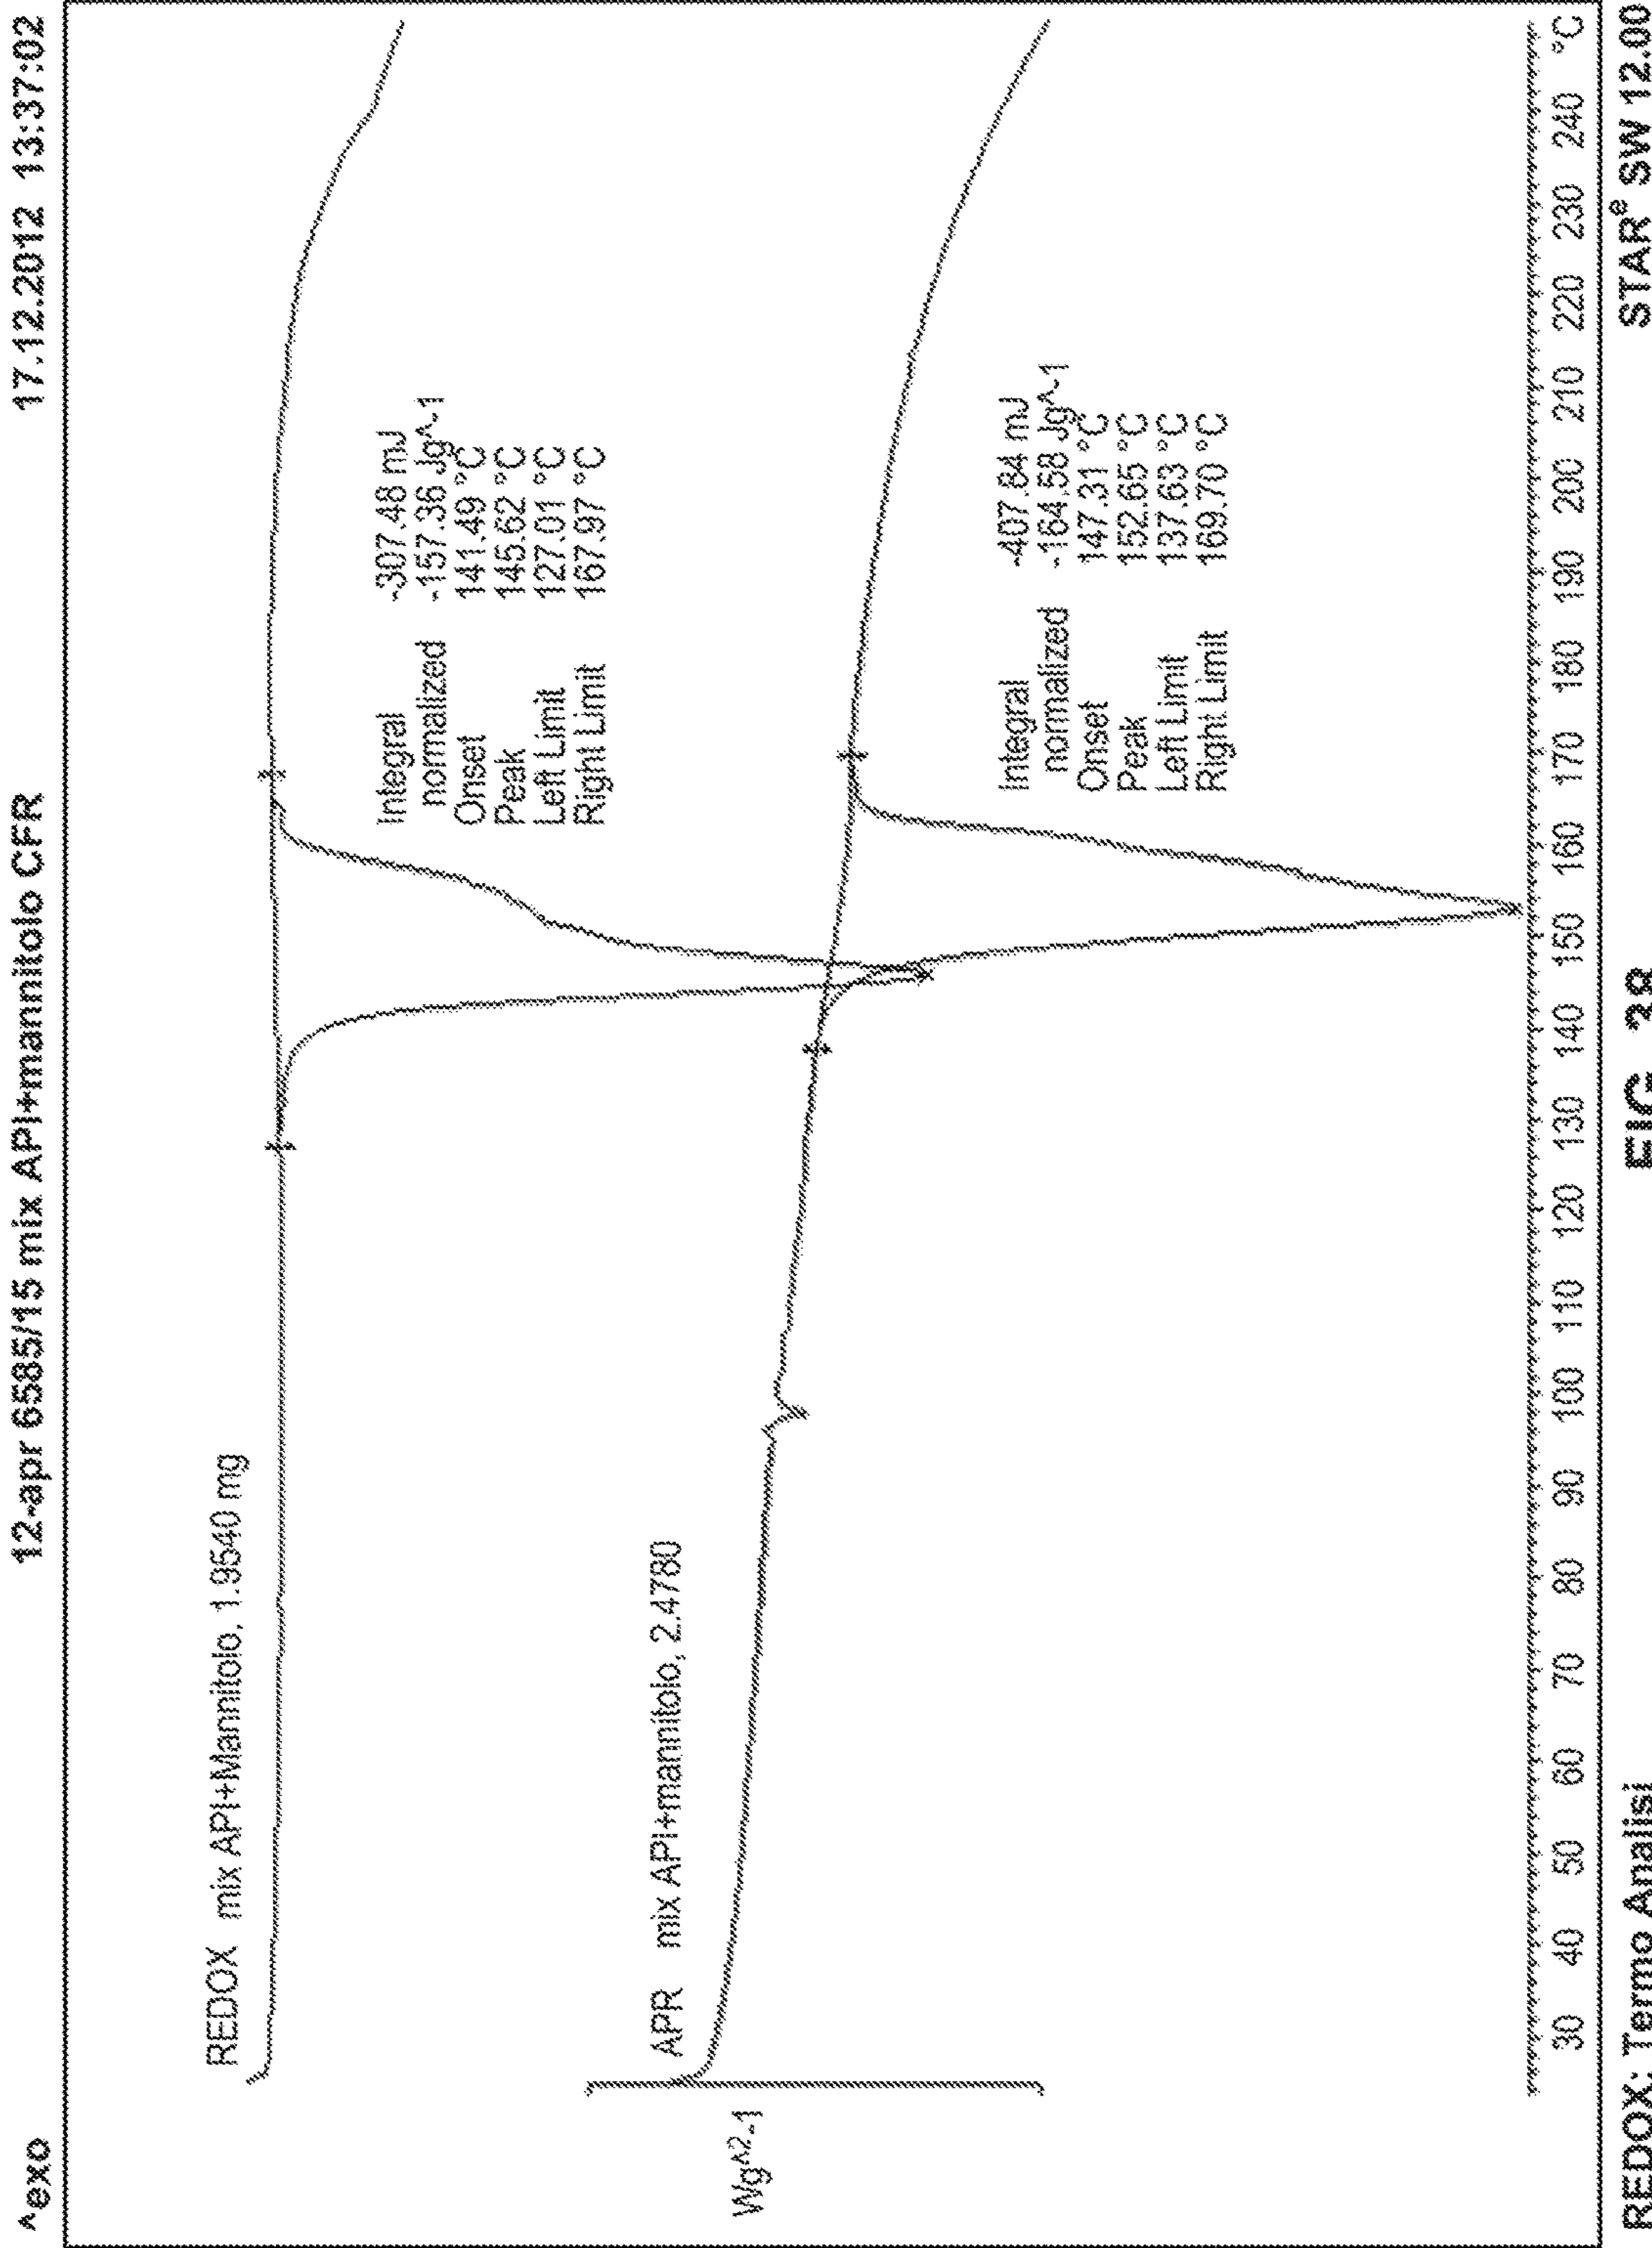 ^exo 12-apr 6585/15 mix API+mannitolo CFR 17.12.2012 13:37:02
REDOX mix API+Mannitolo, 1.9540 mg
Integral -307.48 mJ
normalized -157.36 Jg^-1
Onset 141.49 °C
Peak 145.62 °C
Left Limit 127.01 °C
Right Limit 167.97 °C
APR mix API+mannitolo, 2.4780
Wg^2-1
Integral -407.84 mJ
normalized -164.58 Jg^-1
Onset 147.31 °C
Peak 152.65 °C
Left Limit 137.63 °C
Right Limit 169.70 °C
30 40 50 60 70 80 90 100 110 120 130 140 150 160 170 180 190 200 210 220 230 240 °C
REDOX: Termo Analisi STARe SW 12.00
FIG.